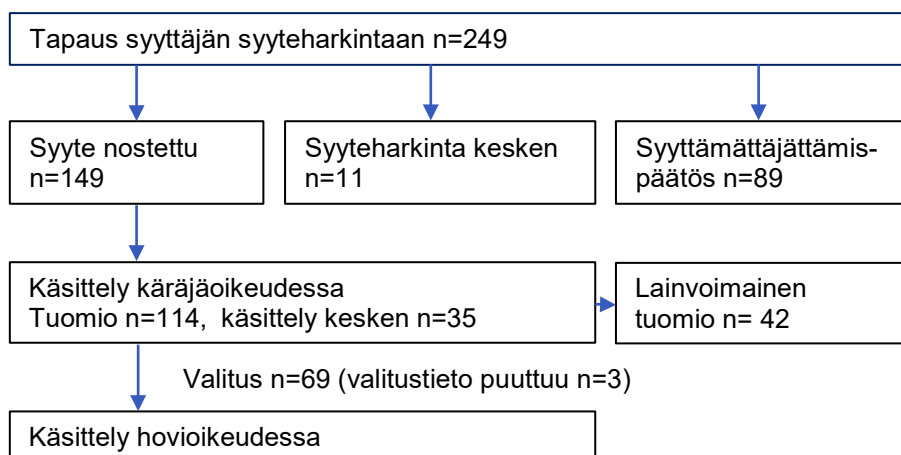 Tapaus syyttäjän syyteharkintaan n=249
Syyte nostettu
n=149
Syyteharkinta kesken
n=11
Syyttämättäjättämis-
päätös n=89
Käsittely käräjäoikeudessa
Tuomio n=114, käsittely kesken n=35
Lainvoimainen
tuomio n= 42
Valitus n=69 (valitustieto puuttuu n=3)
Käsittely hovioikeudessa